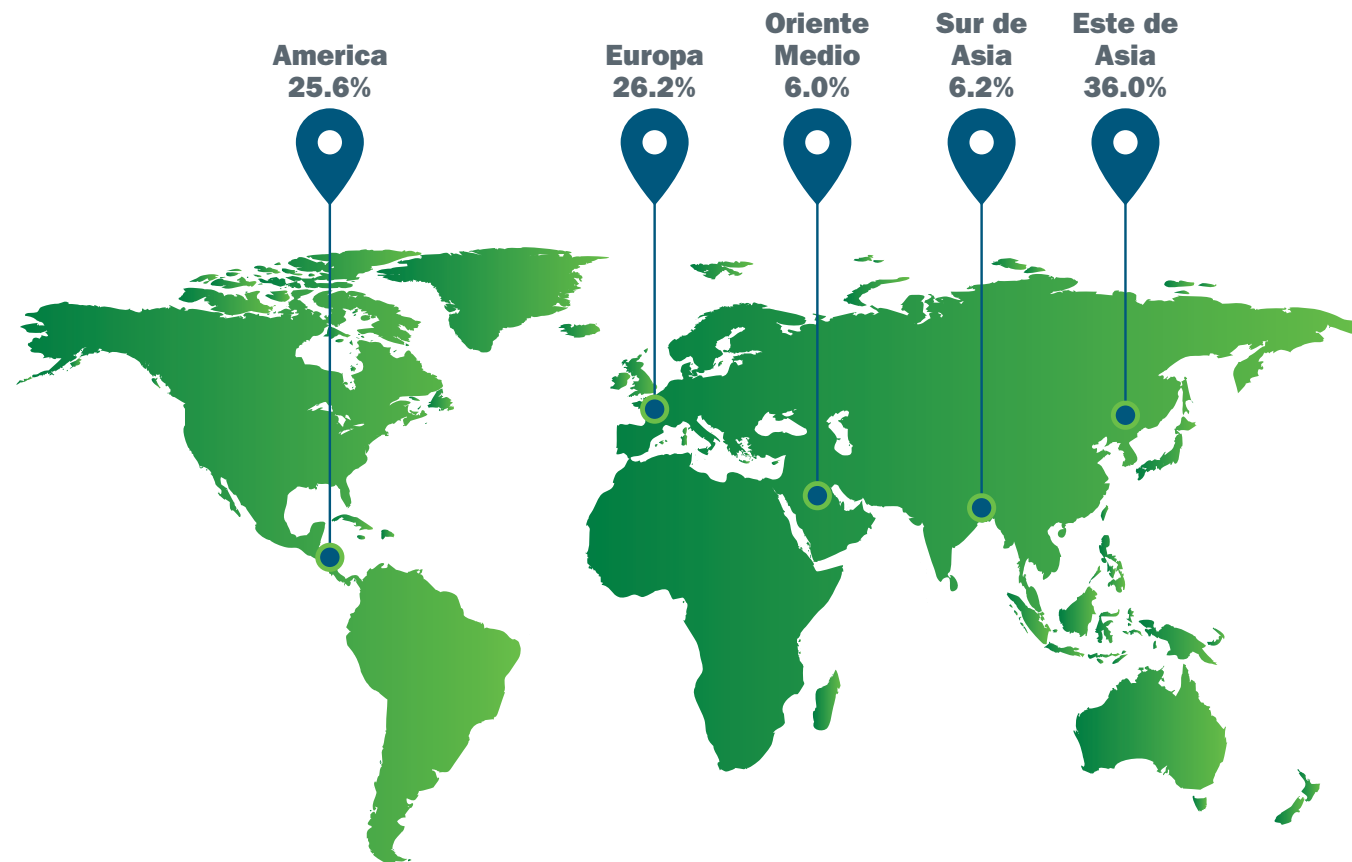 America
25.6%
Europa
26.2%
Oriente
Medio
6.0%
Sur de
Asia
6.2%
Este de
Asia
36.0%